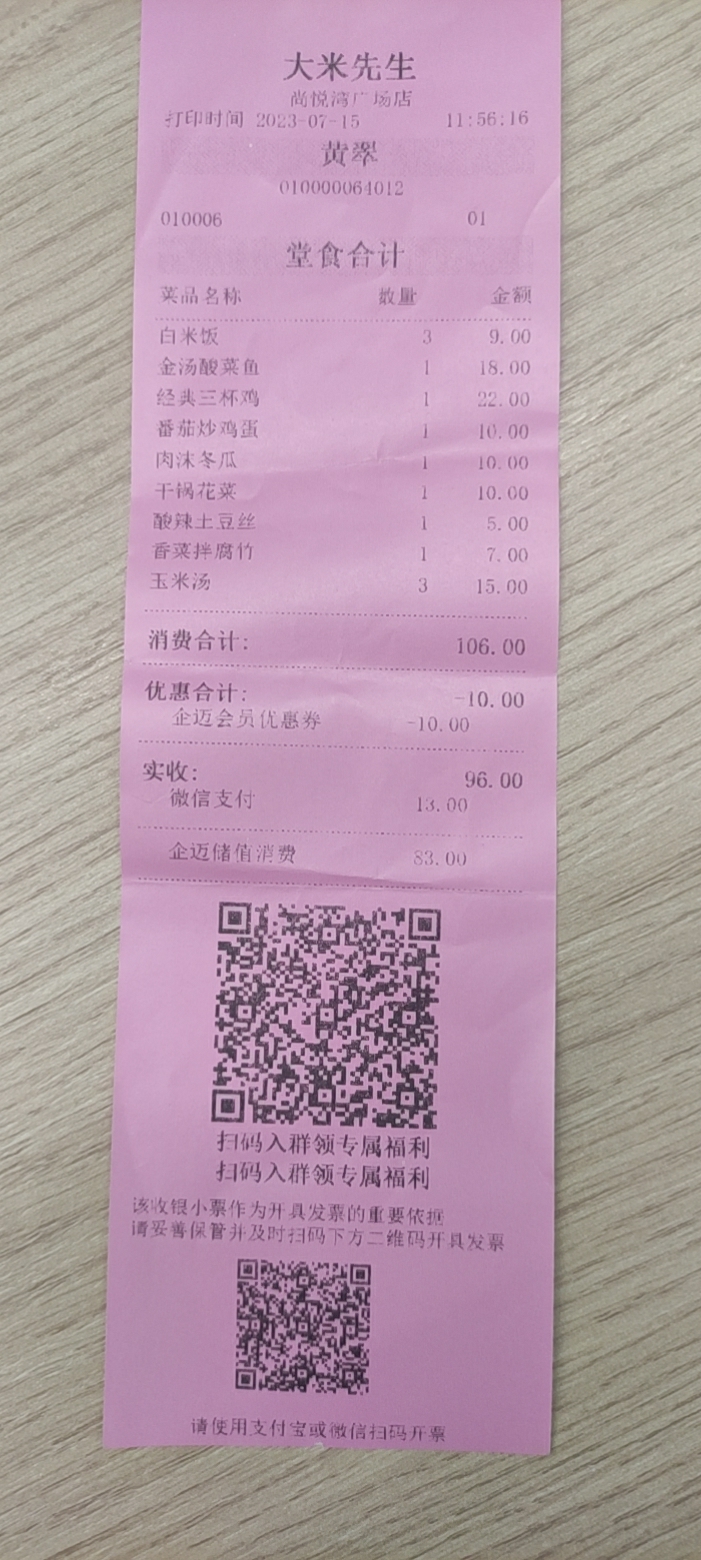 大米先生
尚悦湾广场店
打印时间 2023-07-15 11:56:16
黄翠
010000064012
010006 01
堂食合计
菜品名称 数量 金额
白米饭 3 9.00
金汤酸菜鱼 1 18.00
经典三杯鸡 1 22.00
番茄炒鸡蛋 1 10.00
肉沫冬瓜 1 10.00
干锅花菜 1 10.00
酸辣土豆丝 1 5.00
香菜拌腐竹 1 7.00
玉米汤 3 15.00
消费合计: 106.00
优惠合计: -10.00
企迈会员优惠券 -10.00
实收: 96.00
微信支付 13.00
企迈储值消费 83.00
扫码入群领专属福利
扫码入群领专属福利
该收银小票作为开具发票的重要依据
请妥善保管并及时扫码下方二维码开具发票
请使用支付宝或微信扫码开票